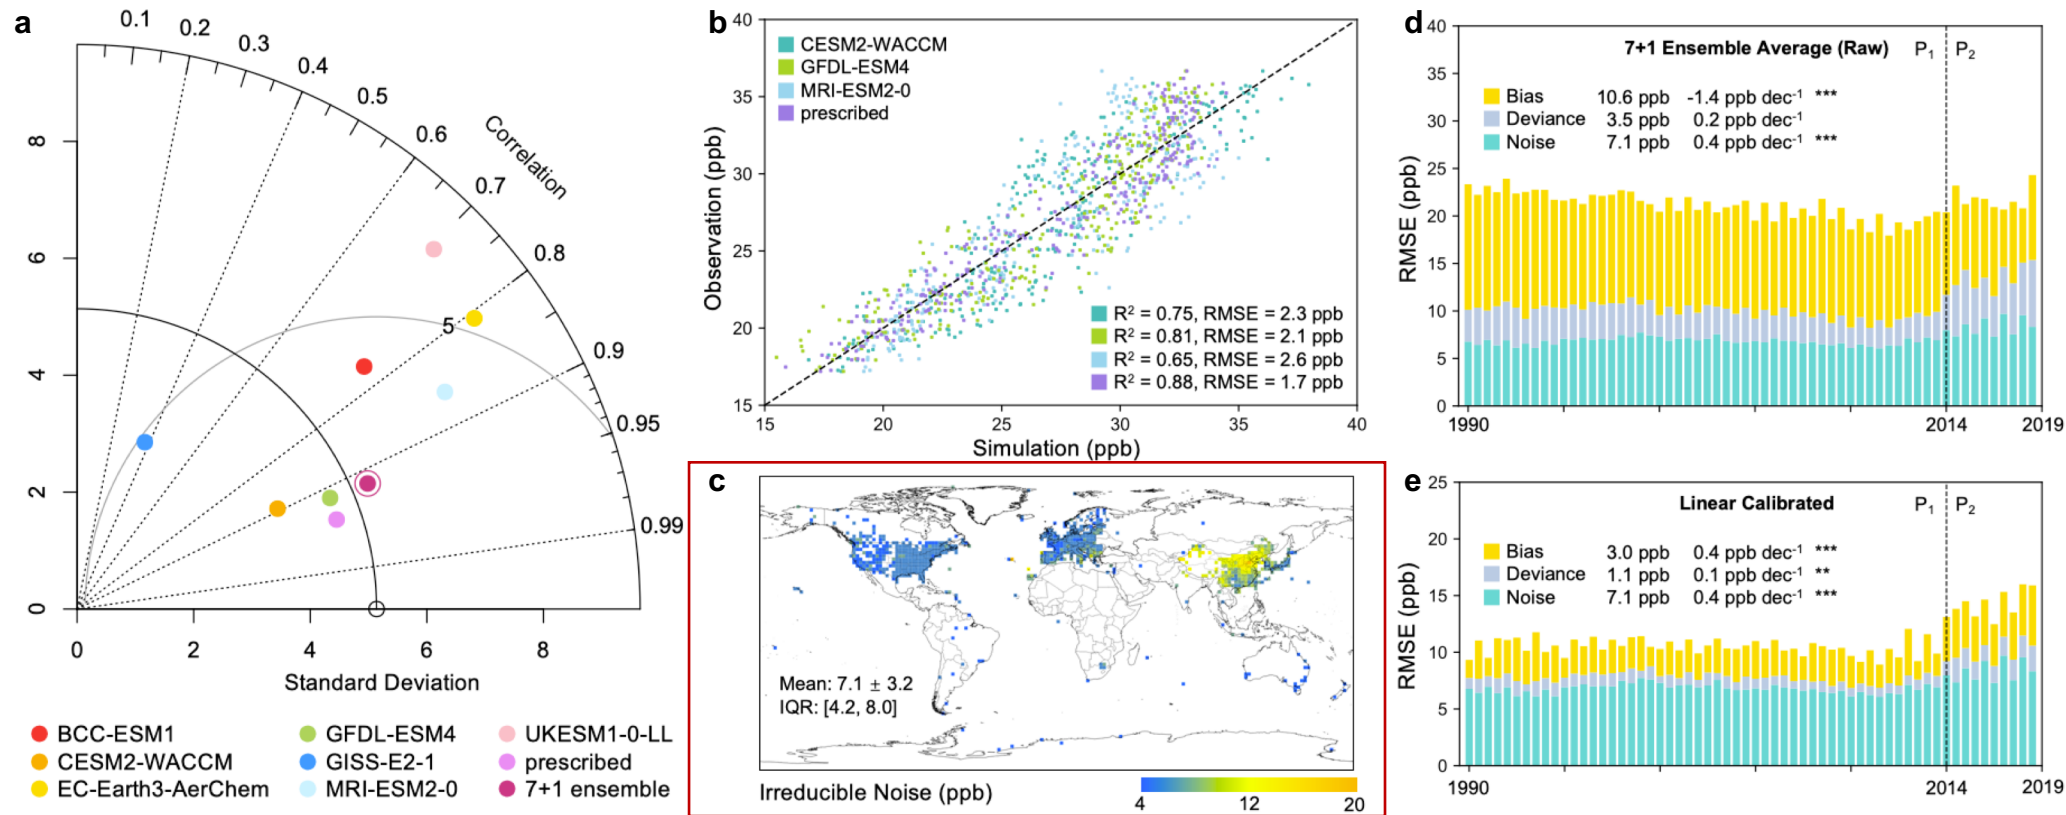 a
0.1
0.2
0.3
0.4
0.5
0.6
0.7
0.8
0.9
0.95
0.99
Correlation
8
6
4
2
0
5
0
2
4
6
8
Standard Deviation
BCC-ESM1
CESM2-WACCM
EC-Earth3-AerChem
GFDL-ESM4
GISS-E2-1
MRI-ESM2-0
UKESM1-0-LL
prescribed
7+1 ensemble
b
40
35
30
25
20
15
Observation (ppb)
CESM2-WACCM
GFDL-ESM4
MRI-ESM2-0
prescribed
R² = 0.75, RMSE = 2.3 ppb
R² = 0.81, RMSE = 2.1 ppb
R² = 0.65, RMSE = 2.6 ppb
R² = 0.88, RMSE = 1.7 ppb
15
20
25
30
35
40
Simulation (ppb)
c
Mean: 7.1 ± 3.2
IQR: [4.2, 8.0]
Irreducible Noise (ppb)
4
12
20
d
40
35
30
25
20
15
10
5
0
RMSE (ppb)
7+1 Ensemble Average (Raw)
P₁
P₂
Bias 10.6 ppb -1.4 ppb dec⁻¹ ***
Deviance 3.5 ppb 0.2 ppb dec⁻¹
Noise 7.1 ppb 0.4 ppb dec⁻¹ ***
1990
2014
2019
e
25
20
15
10
5
0
RMSE (ppb)
Linear Calibrated
P₁
P₂
Bias 3.0 ppb 0.4 ppb dec⁻¹ ***
Deviance 1.1 ppb 0.1 ppb dec⁻¹ **
Noise 7.1 ppb 0.4 ppb dec⁻¹ ***
1990
2014
2019